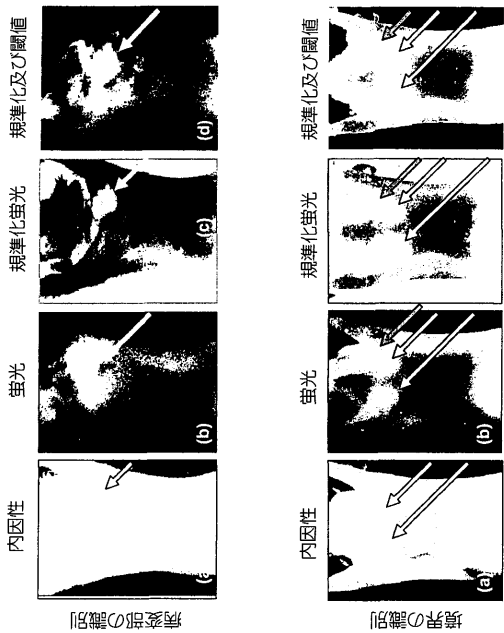 内因性
蛍光
規準化蛍光
規準化及び閾値
病変部の識別
(a
(b)
(c)
(d)
内因性
蛍光
規準化蛍光
規準化及び閾値
境界の識別
(a)
(b)